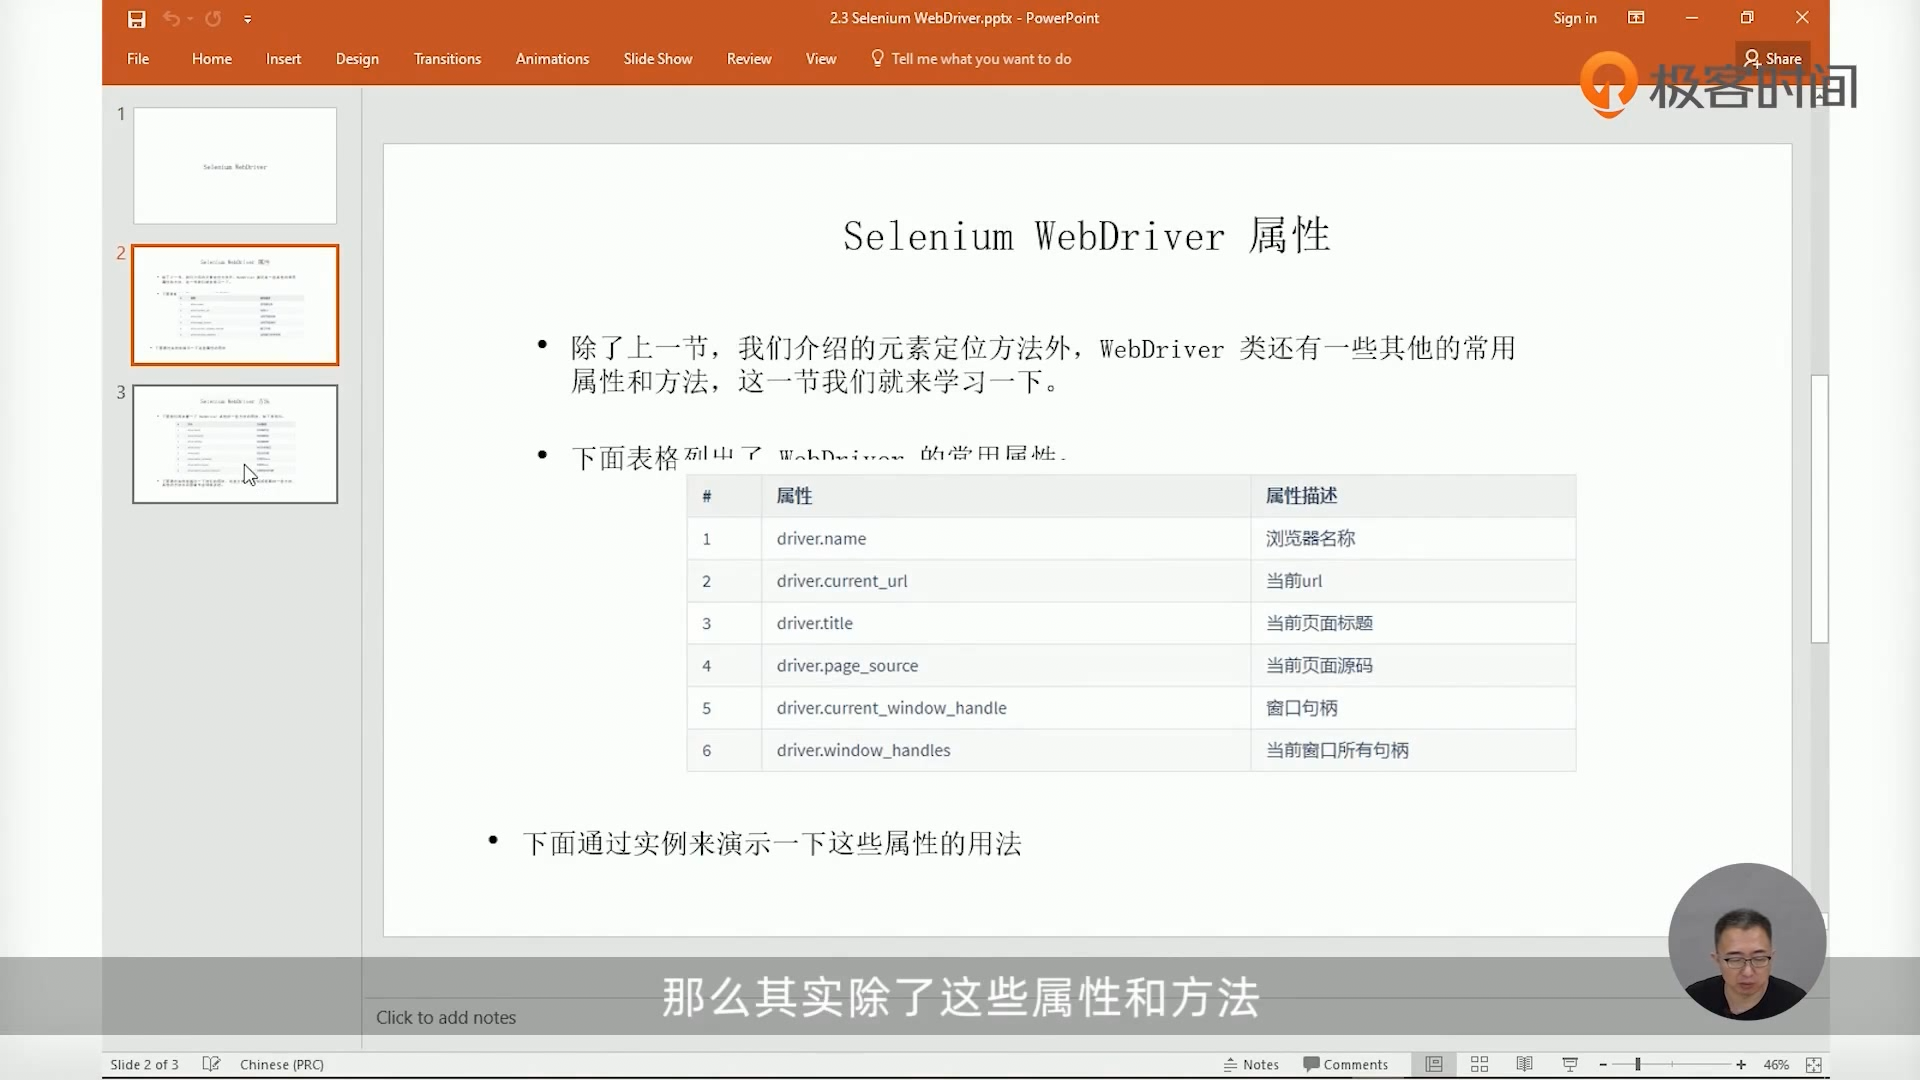 2.3 Selenium WebDriver.pptx - PowerPoint
Sign in
File Home Insert Design Transitions Animations Slide Show Review View Tell me what you want to do
Share
极客时间
1
Selenium WebDriver
2
3
Selenium WebDriver 属性
• 除了上一节，我们介绍的元素定位方法外，WebDriver 类还有一些其他的常用
属性和方法，这一节我们就来学习一下。
• 下面表格列出了 WebDriver 的常用属性。
# 属性 属性描述
1 driver.name 浏览器名称
2 driver.current_url 当前url
3 driver.title 当前页面标题
4 driver.page_source 当前页面源码
5 driver.current_window_handle 窗口句柄
6 driver.window_handles 当前窗口所有句柄
• 下面通过实例来演示一下这些属性的用法
那么其实除了这些属性和方法
Click to add notes
Slide 2 of 3 Chinese (PRC) Notes Comments 46%